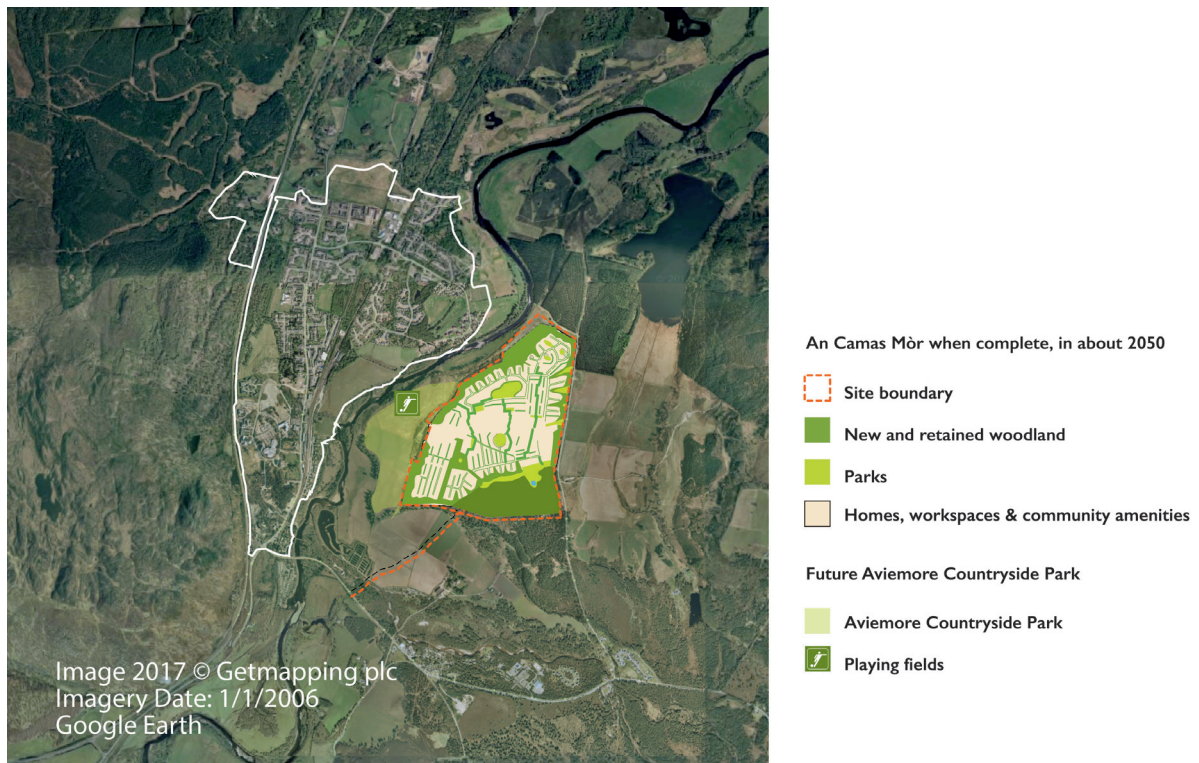 Image 2017 © Getmapping plc
Imagery Date: 1/1/2006
Google Earth
An Camas Mòr when complete, in about 2050
Site boundary
New and retained woodland
Parks
Homes, workspaces & community amenities
Future Aviemore Countryside Park
Aviemore Countryside Park
Playing fields